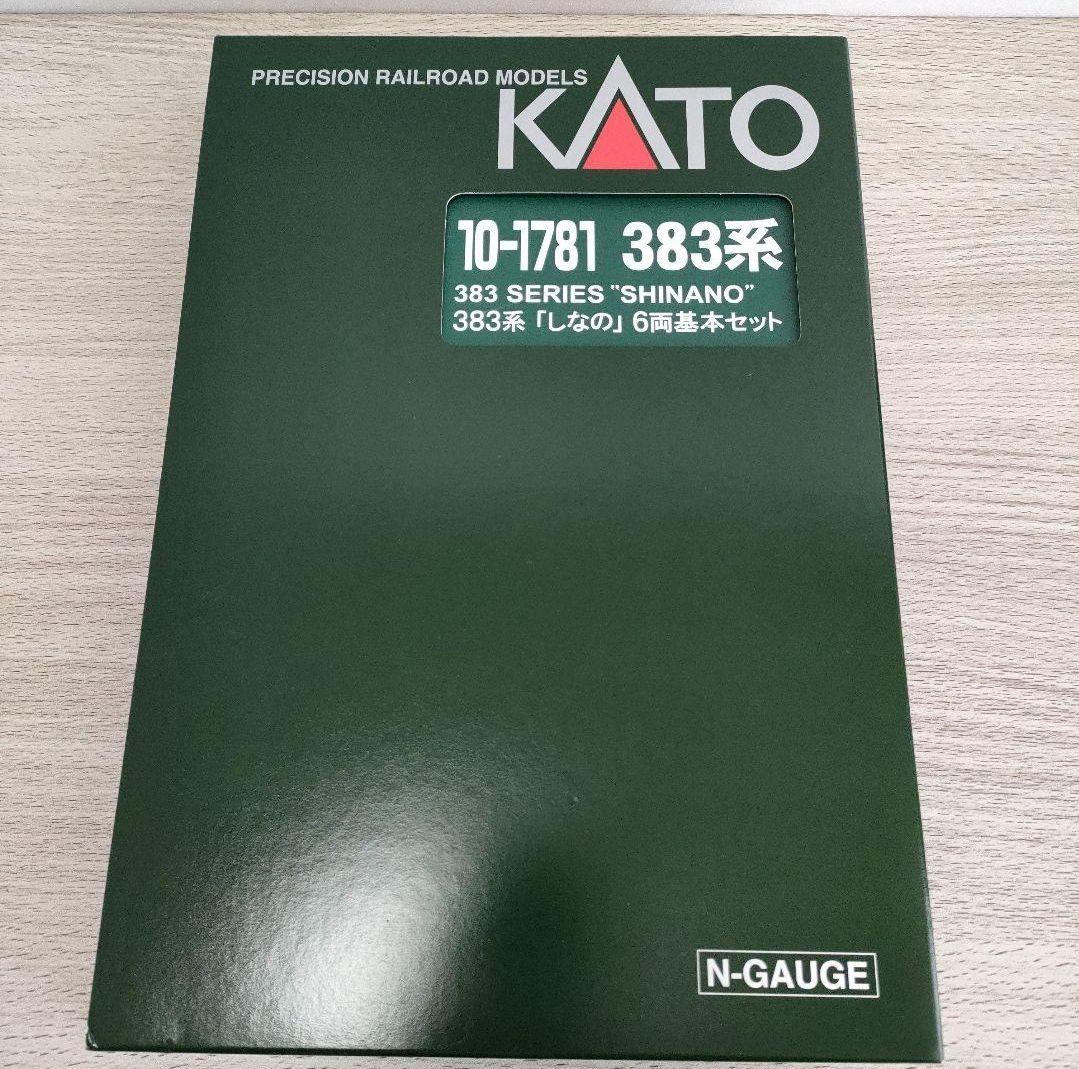 PRECISION RAILROAD MODELS
KATO
10-1781 383系
383 SERIES "SHINANO"
383系「しなの」6両基本セット
N-GAUGE